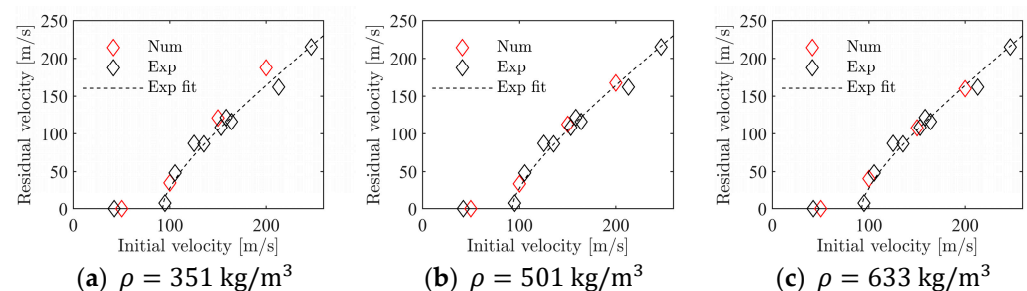 250
200
150
100
50
0
Residual velocity [m/s]
Num
Exp
Exp fit
0 100 200
Initial velocity [m/s]
(a) ρ = 351 kg/m³
250
200
150
100
50
0
Residual velocity [m/s]
Num
Exp
Exp fit
0 100 200
Initial velocity [m/s]
(b) ρ = 501 kg/m³
250
200
150
100
50
0
Residual velocity [m/s]
Num
Exp
Exp fit
0 100 200
Initial velocity [m/s]
(c) ρ = 633 kg/m³